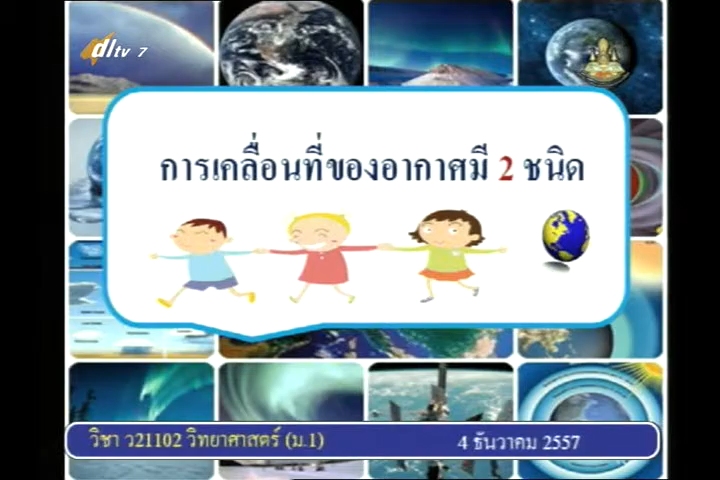 dltv 7
การเคลื่อนที่ของอากาศมี 2 ชนิด
วิชา ว21102 วิทยาศาสตร์ (ม.1)
4 ธันวาคม 2557